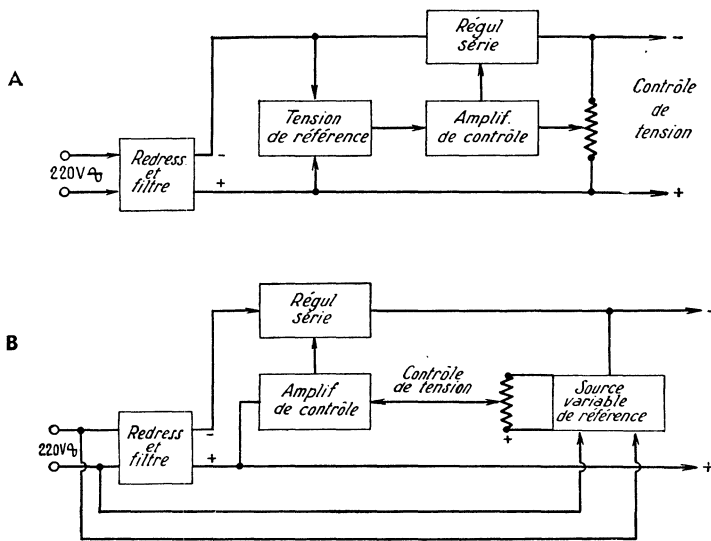 A
Régul
série
-
Contrôle
de
tension
Tension
de référence
Amplif.
de contrôle
Redress
et
filtre
-
+
220V
+
B
Régul
série
-
Contrôle
de tension
Amplif
de contrôle
Source
variable
de référence
+
Redress
et
filtre
-
+
220V
+